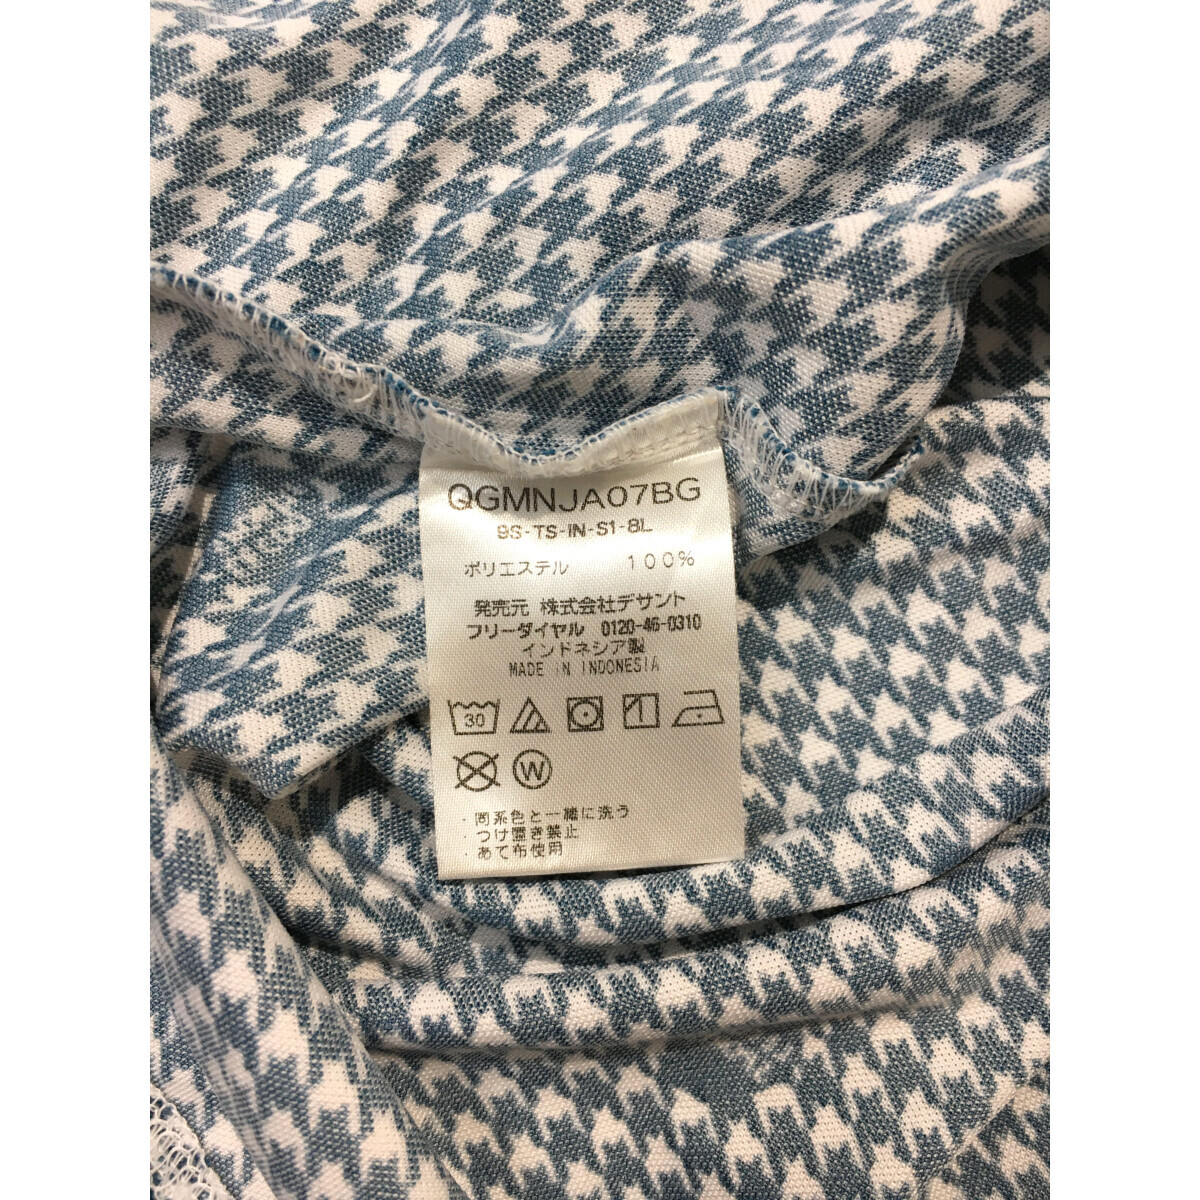 QGMNJA07BG
9S-TS-IN-S1-8L
ポリエステル 100%
発売元 株式会社デサント
フリーダイヤル 0120-46-0310
インドネシア製
MADE IN INDONESIA
30
W
・同系色と一緒に洗う
・つけ置き禁止
・あて布使用